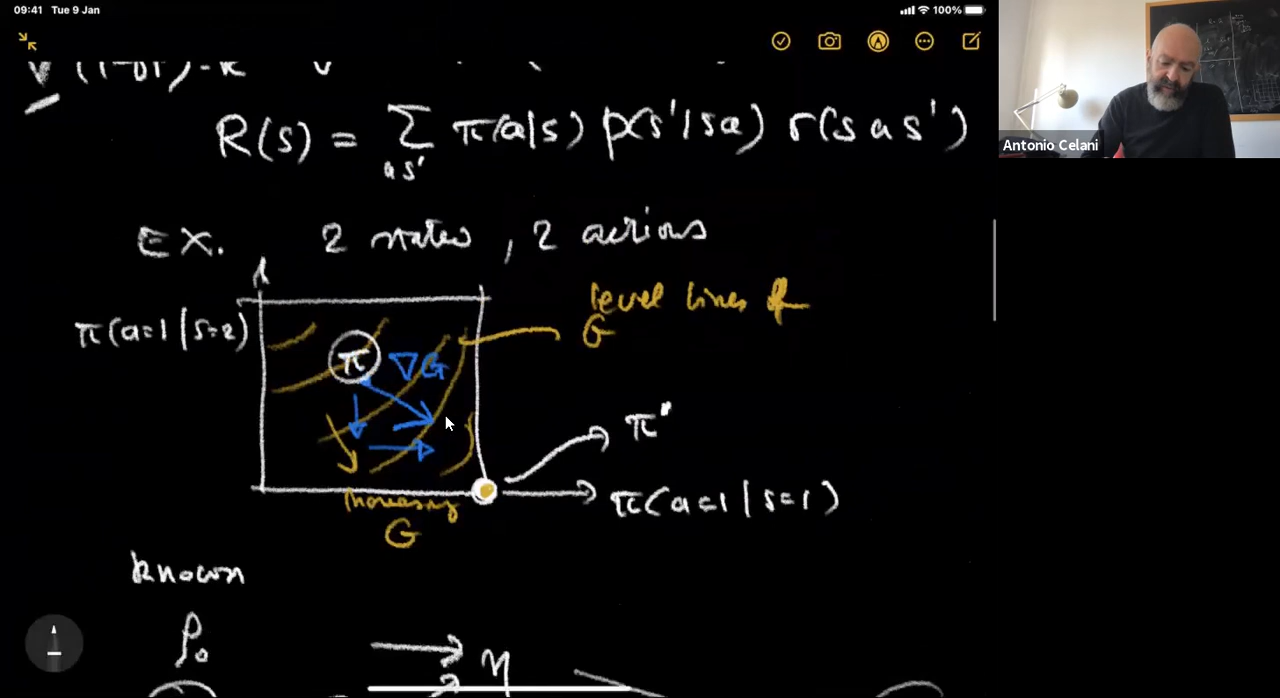 09:41 Tue 9 Jan
100%
Antonio Celani
R(s) = Σ π(a|s) p(s'|sa) r(s a s')
as'
EX. 2 states, 2 actions
level lines of
G
π(a=1|s=2)
π
∇G
π*
π(a=1|s=1)
increasing
G
known
ρ₀
η